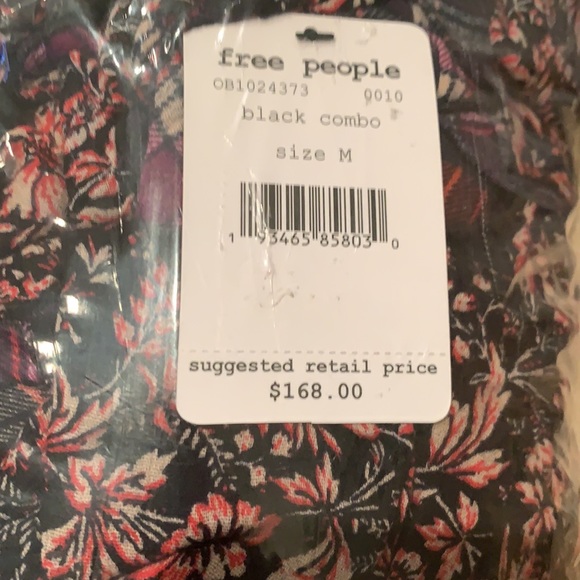 free people
OB1024373 0010
black combo
size M
1 93465 85803 0
suggested retail price
$168.00